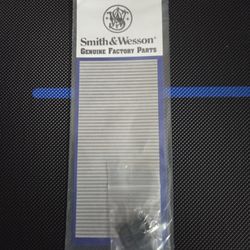 Smith & Wesson®
GENUINE FACTORY PARTS